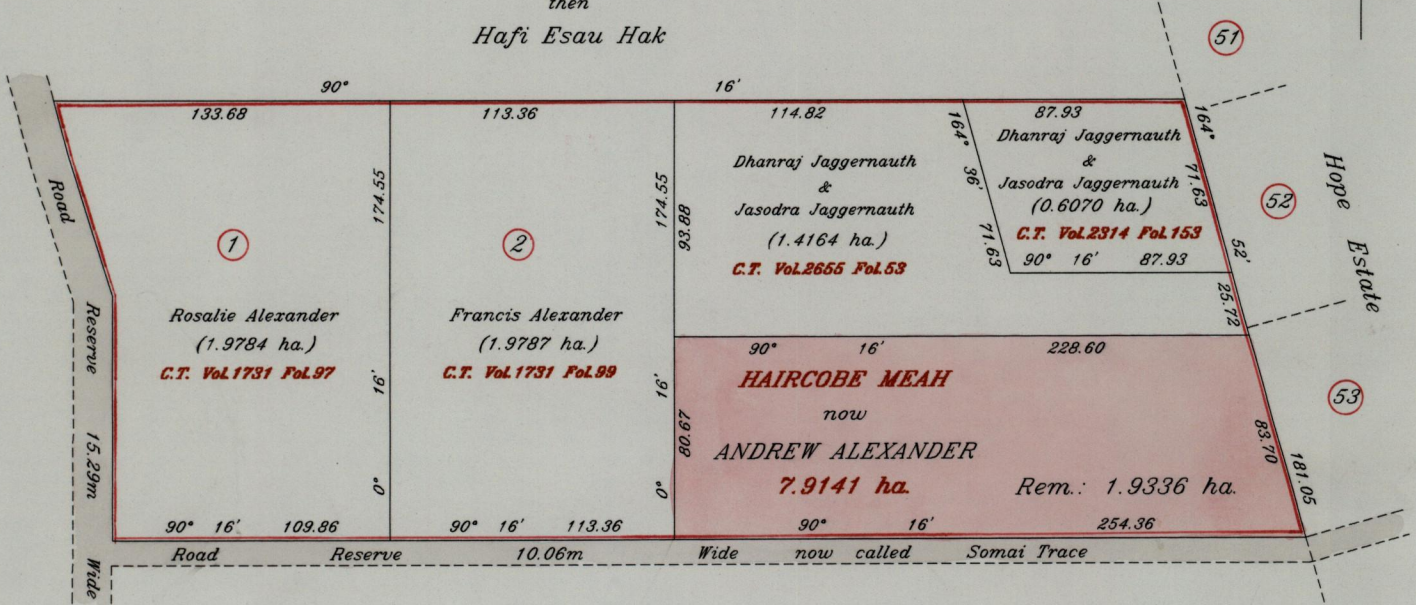 then
Hafi Esau Hak
51
90° 16'
133.68 113.36 114.82 87.93
164° 36' 71.63
164° 52'
71.63
Dhanraj Jaggernauth
&
Jasodra Jaggernauth
(0.6070 ha.)
C.T. Vol.2314 Fol.153
90° 16' 87.93
Dhanraj Jaggernauth
&
Jasodra Jaggernauth
(1.4164 ha.)
C.T. Vol.2655 Fol.53
Hope Estate
52
25.72
53
Road Reserve 15.29m Wide
1
Rosalie Alexander
(1.9784 ha.)
C.T. Vol.1731 Fol.97
174.55
0° 16'
2
Francis Alexander
(1.9787 ha.)
C.T. Vol.1731 Fol.99
174.55
0° 16'
93.88
80.67
90° 16' 228.60
HAIRCOBE MEAH
now
ANDREW ALEXANDER
7.9141 ha. Rem.: 1.9336 ha.
83.70
181.05
90° 16' 109.86 90° 16' 113.36 90° 16' 254.36
Road Reserve 10.06m Wide now called Somai Trace